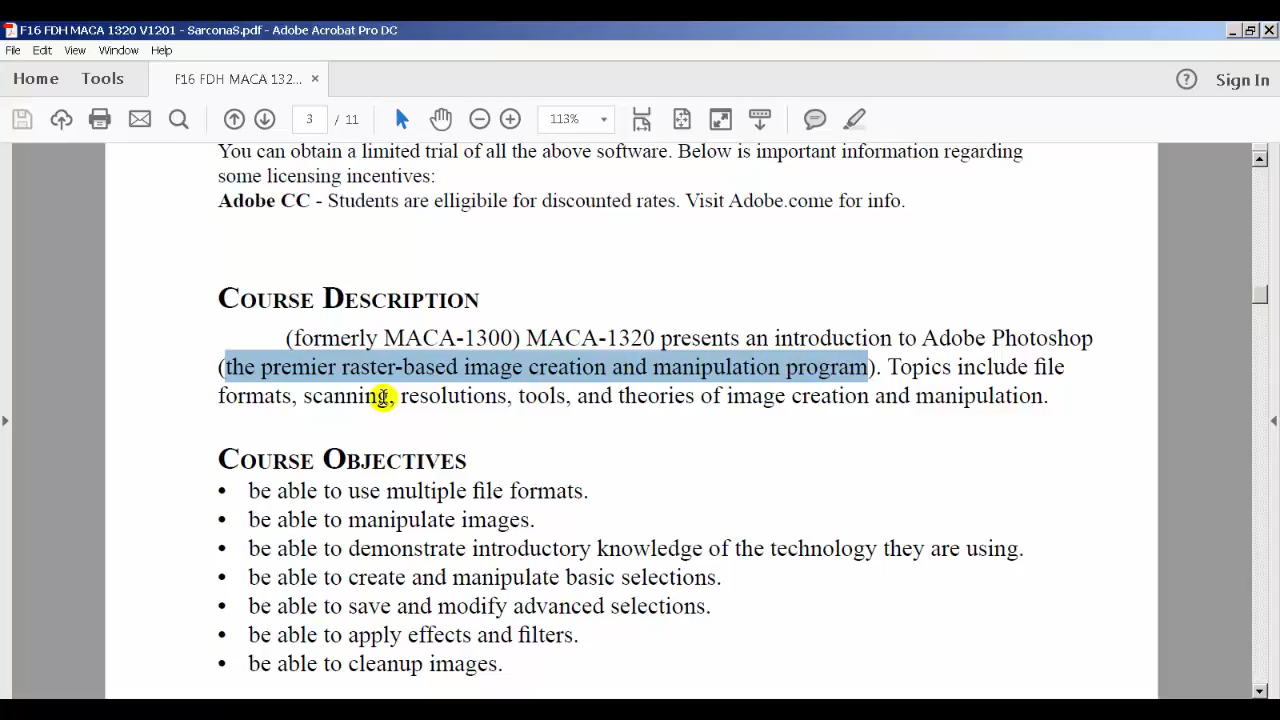 F16 FDH MACA 1320 V1201 - SarconaS.pdf - Adobe Acrobat Pro DC
File Edit View Window Help
Home Tools F16 FDH MACA 132... × ? Sign In
3 / 11 113%
You can obtain a limited trial of all the above software. Below is important information regarding
some licensing incentives:
Adobe CC - Students are elligibile for discounted rates. Visit Adobe.come for info.
COURSE DESCRIPTION
(formerly MACA-1300) MACA-1320 presents an introduction to Adobe Photoshop
(the premier raster-based image creation and manipulation program). Topics include file
formats, scanning, resolutions, tools, and theories of image creation and manipulation.
COURSE OBJECTIVES
• be able to use multiple file formats.
• be able to manipulate images.
• be able to demonstrate introductory knowledge of the technology they are using.
• be able to create and manipulate basic selections.
• be able to save and modify advanced selections.
• be able to apply effects and filters.
• be able to cleanup images.